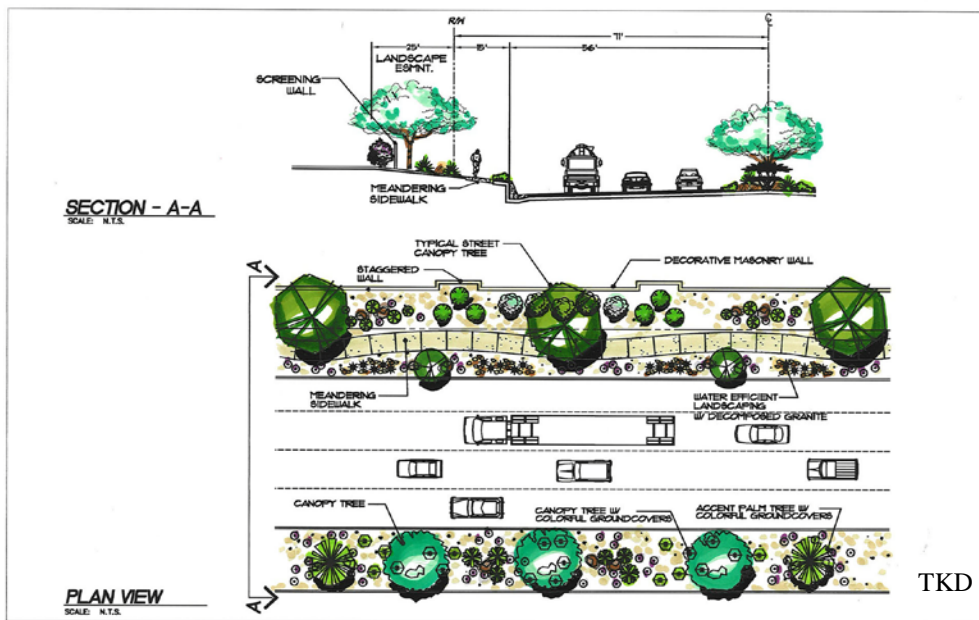 R/W
C
L
71'
25'
15'
56'
LANDSCAPE
ESMNT.
SCREENING
WALL
MEANDERING
SIDEWALK
SECTION - A-A
SCALE: N.T.S.
TYPICAL STREET
CANOPY TREE
DECORATIVE MASONRY WALL
STAGGERED
WALL
A
MEANDERING
SIDEWALK
WATER EFFICIENT
LANDSCAPING
W/ DECOMPOSED GRANITE
CANOPY TREE
CANOPY TREE W/
COLORFUL GROUNDCOVERS
ACCENT PALM TREE W/
COLORFUL GROUNDCOVERS
A
PLAN VIEW
SCALE: N.T.S.
TKD